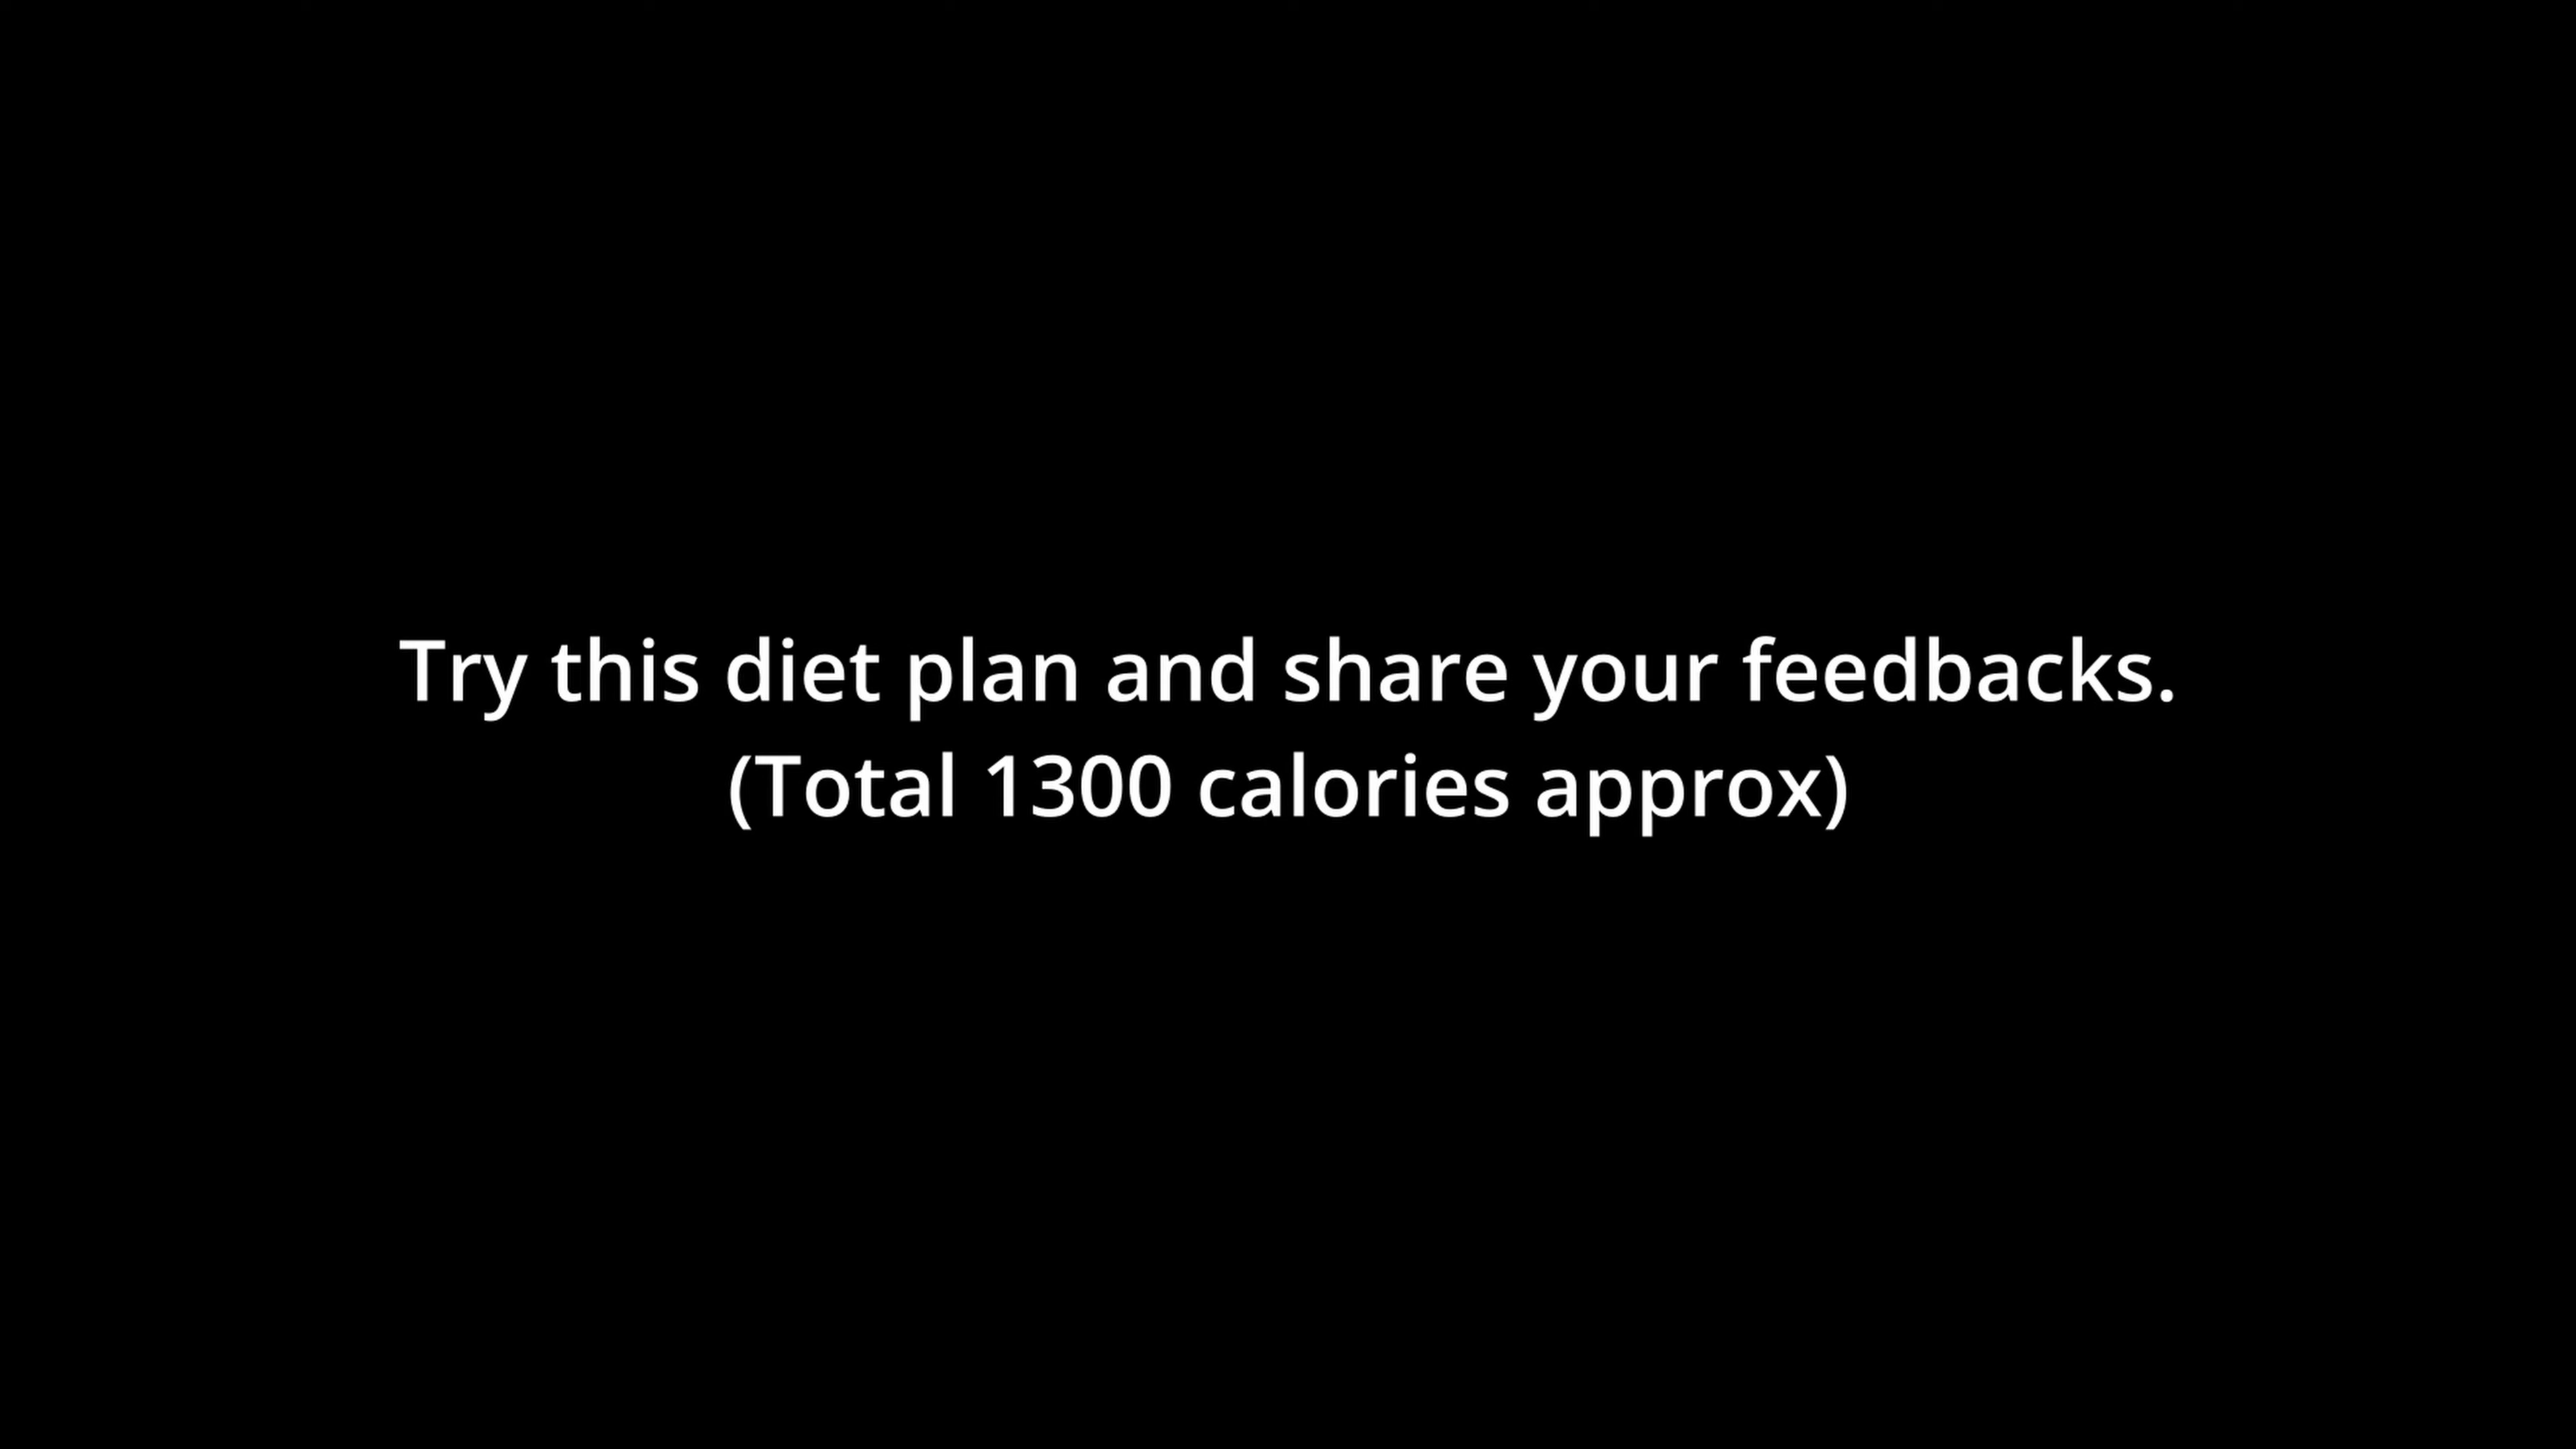 Try this diet plan and share your feedbacks.
(Total 1300 calories approx)